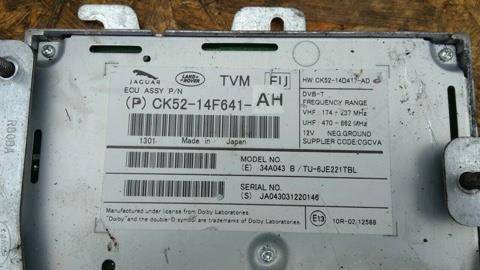 JAGUAR
LAND ROVER
TVM
EU
HW: CK52-14D417-AD
ECU ASSY P/N
(P) CK52-14F641-AH
DVB-T
FREQUENCY RANGE
VHF 174 - 237 MHz
UHF 470 - 862 MHz
12V NEG.GROUND
SUPPLIER CODE:CGCVA
1301 Made in Japan
MODEL NO.
(E) 34A043 B / TU-6JE221TBL
SERIAL NO.
(S) JA043031220146
Manufactured under license from Dolby Laboratories.
"Dolby" and the double-D symbol are trademarks of Dolby Laboratories.
E13
10R-02.12588